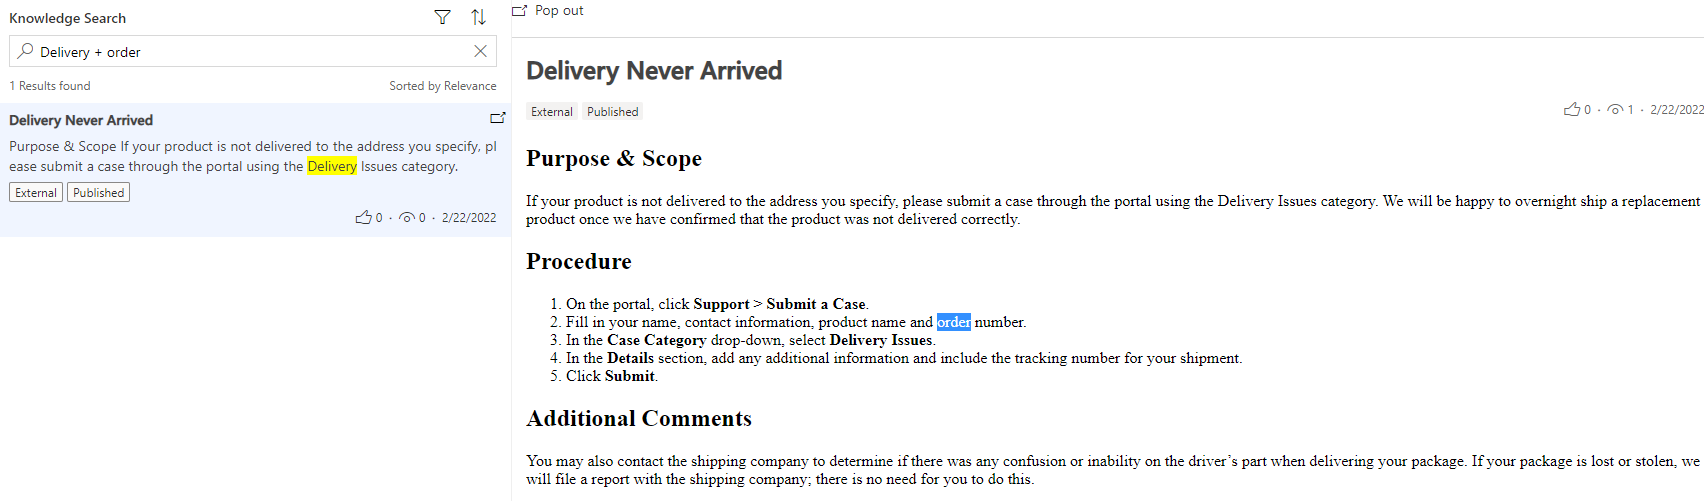 Knowledge Search
Delivery + order
1 Results found
Sorted by Relevance
Delivery Never Arrived
Purpose & Scope If your product is not delivered to the address you specify, pl
ease submit a case through the portal using the Delivery Issues category.
External
Published
0 · 0 · 2/22/2022
Pop out
Delivery Never Arrived
External
Published
0 · 1 · 2/22/2022
Purpose & Scope
If your product is not delivered to the address you specify, please submit a case through the portal using the Delivery Issues category. We will be happy to overnight ship a replacement
product once we have confirmed that the product was not delivered correctly.
Procedure
1. On the portal, click Support > Submit a Case.
2. Fill in your name, contact information, product name and order number.
3. In the Case Category drop-down, select Delivery Issues.
4. In the Details section, add any additional information and include the tracking number for your shipment.
5. Click Submit.
Additional Comments
You may also contact the shipping company to determine if there was any confusion or inability on the driver’s part when delivering your package. If your package is lost or stolen, we
will file a report with the shipping company; there is no need for you to do this.